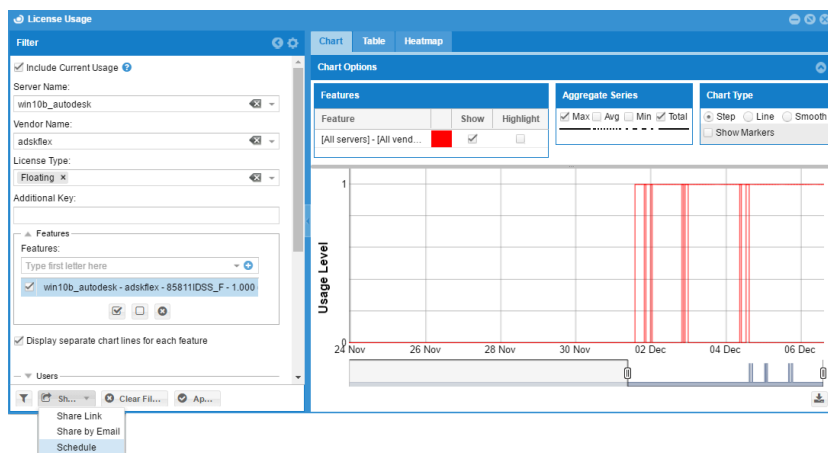 License Usage
Filter
Include Current Usage
Server Name:
win10b_autodesk
Vendor Name:
adskflex
License Type:
Floating ×
Additional Key:
Features
Features:
Type first letter here
win10b_autodesk - adskflex - 85811IDSS_F - 1.000
Display separate chart lines for each feature
Users
Sh...
Clear Fil...
Ap...
Share Link
Share by Email
Schedule
Chart Table Heatmap
Chart Options
Features
Feature Show Highlight
[All servers] - [All vend...
Aggregate Series
Max Avg Min Total
Chart Type
Step Line Smooth
Show Markers
Usage Level
1
0
24 Nov 26 Nov 28 Nov 30 Nov 02 Dec 04 Dec 06 Dec